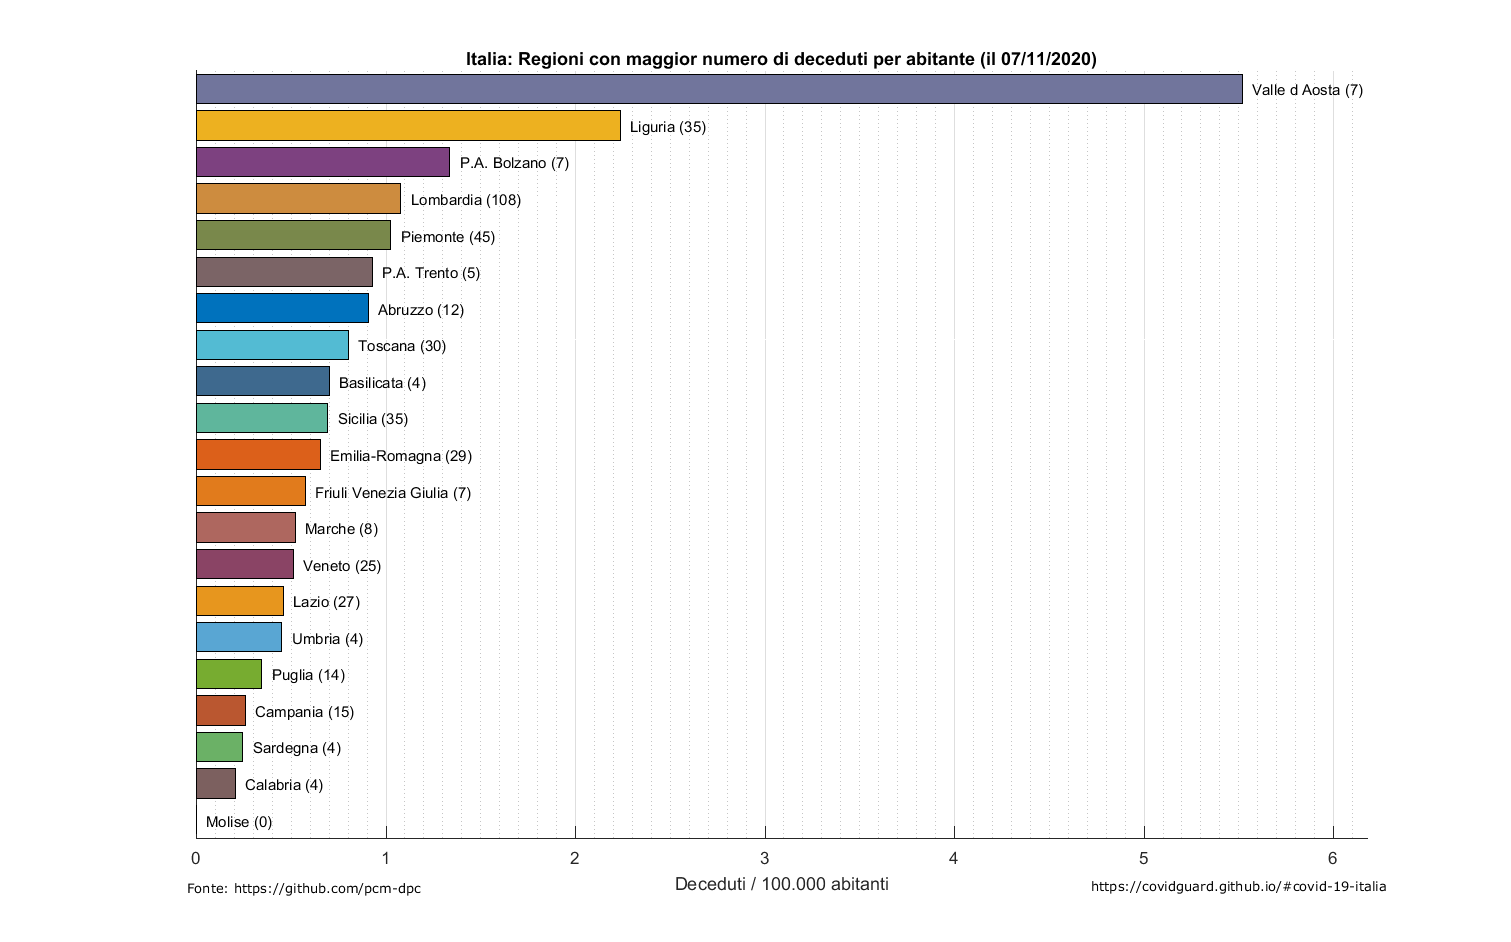 Italia: Regioni con maggior numero di deceduti per abitante (il 07/11/2020)
Valle d Aosta (7)
Liguria (35)
P.A. Bolzano (7)
Lombardia (108)
Piemonte (45)
P.A. Trento (5)
Abruzzo (12)
Toscana (30)
Basilicata (4)
Sicilia (35)
Emilia-Romagna (29)
Friuli Venezia Giulia (7)
Marche (8)
Veneto (25)
Lazio (27)
Umbria (4)
Puglia (14)
Campania (15)
Sardegna (4)
Calabria (4)
Molise (0)
0 1 2 3 4 5 6
Deceduti / 100.000 abitanti
Fonte: https://github.com/pcm-dpc
https://covidguard.github.io/#covid-19-italia